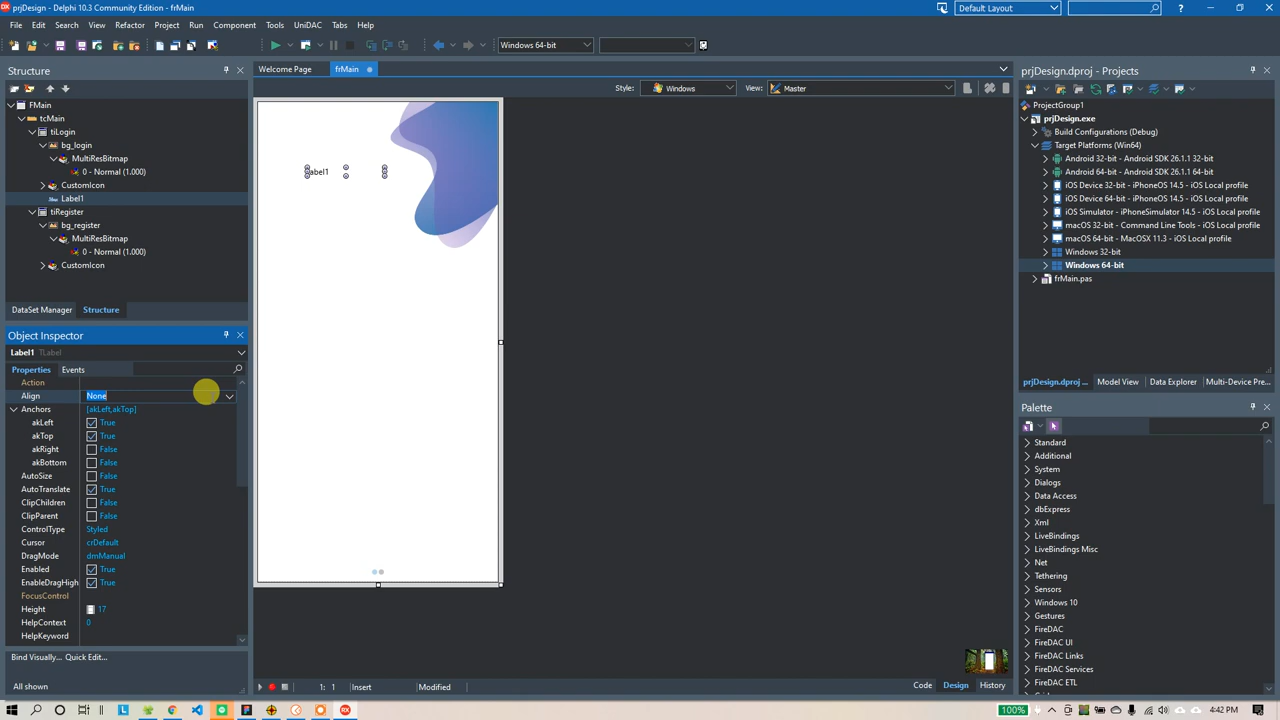 prjDesign - Delphi 10.3 Community Edition - frMain
Default Layout
File Edit Search View Refactor Project Run Component Tools UniDAC Tabs Help
Windows 64-bit
Structure
Welcome Page frMain
prjDesign.dproj - Projects
Style: Windows View: Master
FMain
tcMain
tiLogin
bg_login
MultiResBitmap
0 - Normal (1.000)
CustomIcon
Label1
tiRegister
bg_register
MultiResBitmap
0 - Normal (1.000)
CustomIcon
DataSet Manager Structure
Object Inspector
Label1 TLabel
Properties Events
Action
Align None
Anchors [akLeft,akTop]
akLeft True
akTop True
akRight False
akBottom False
AutoSize False
AutoTranslate True
ClipChildren False
ClipParent False
ControlType Styled
Cursor crDefault
DragMode dmManual
Enabled True
EnableDragHigh True
FocusControl
Height 17
HelpContext 0
HelpKeyword
Bind Visually... Quick Edit...
All shown
Label1
1: 1 Insert Modified
Code Design History
ProjectGroup1
prjDesign.exe
Build Configurations (Debug)
Target Platforms (Win64)
Android 32-bit - Android SDK 26.1.1 32-bit
Android 64-bit - Android SDK 26.1.1 64-bit
iOS Device 32-bit - iPhoneOS 14.5 - iOS Local profile
iOS Device 64-bit - iPhoneOS 14.5 - iOS Local profile
iOS Simulator - iPhoneSimulator 14.5 - iOS Local profile
macOS 32-bit - Command Line Tools - iOS Local profile
macOS 64-bit - MacOSX 11.3 - iOS Local profile
Windows 32-bit
Windows 64-bit
frMain.pas
prjDesign.dproj ... Model View Data Explorer Multi-Device Pre...
Palette
Standard
Additional
System
Dialogs
Data Access
dbExpress
Xml
LiveBindings
LiveBindings Misc
Net
Tethering
Sensors
Windows 10
Gestures
FireDAC
FireDAC UI
FireDAC Links
FireDAC Services
FireDAC ETL
100% 4:42 PM